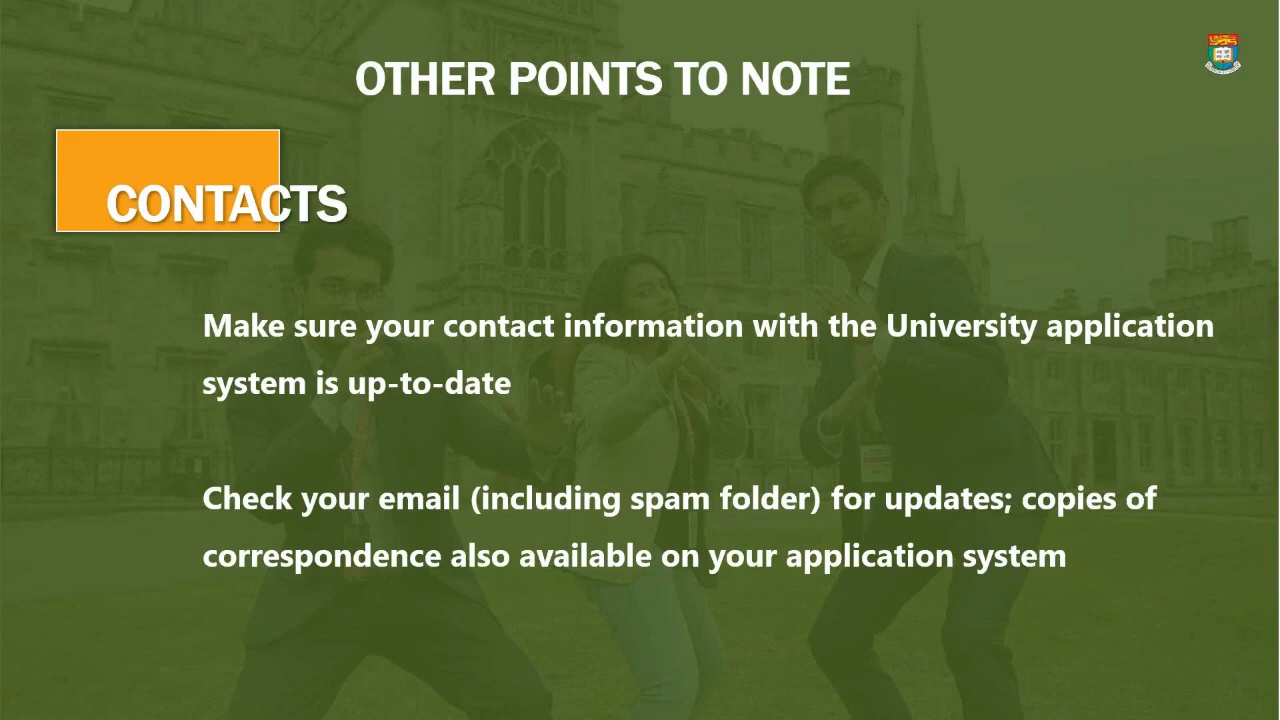 OTHER POINTS TO NOTE
CONTACTS
Make sure your contact information with the University application
system is up-to-date
Check your email (including spam folder) for updates; copies of
correspondence also available on your application system